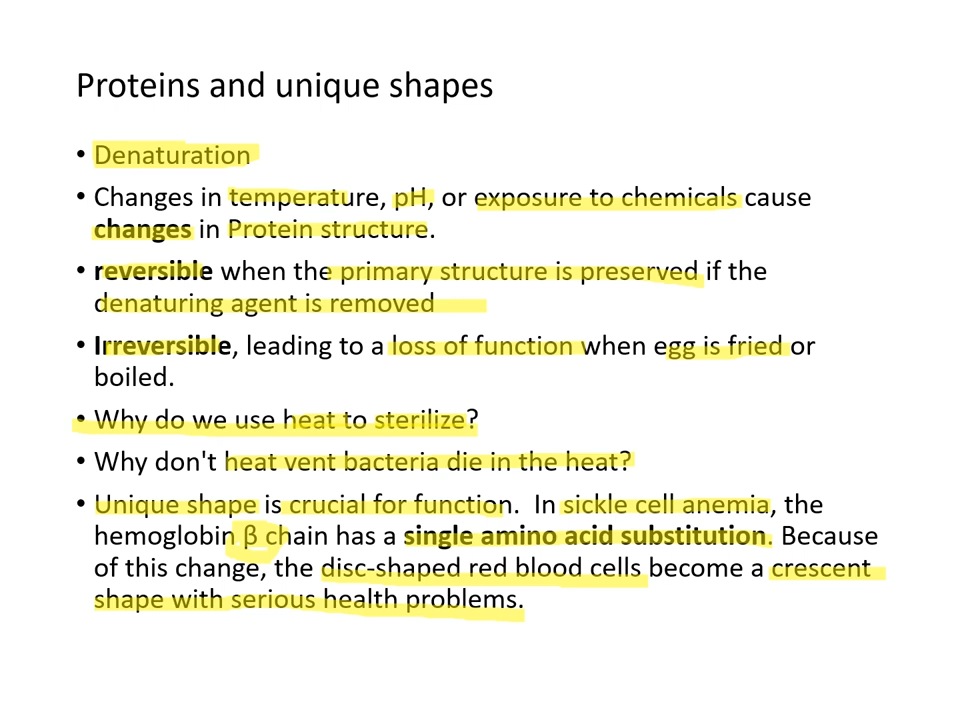 Proteins and unique shapes
• Denaturation
• Changes in temperature, pH, or exposure to chemicals cause
changes in Protein structure.
• reversible when the primary structure is preserved if the
denaturing agent is removed
• Irreversible, leading to a loss of function when egg is fried or
boiled.
• Why do we use heat to sterilize?
• Why don't heat vent bacteria die in the heat?
• Unique shape is crucial for function.  In sickle cell anemia, the
hemoglobin β chain has a single amino acid substitution. Because
of this change, the disc-shaped red blood cells become a crescent
shape with serious health problems.